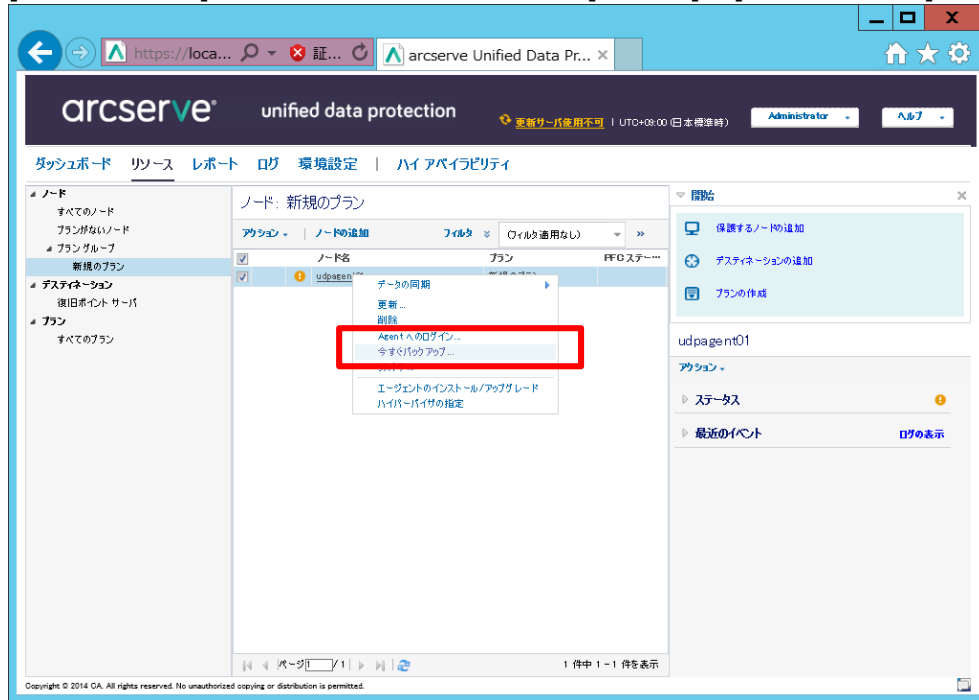 https://loca... 証... arcserve Unified Data Pr...
arcserve® unified data protection
更新サーバ使用不可 | UTC+09:00 (日本標準時) Administrator ヘルプ
ダッシュボード リソース レポート ログ 環境設定 | ハイ アベイラビリティ
ノード
すべてのノード
プランがないノード
プラン グループ
新規のプラン
デスティネーション
復旧ポイント サーバ
プラン
すべてのプラン
ノード: 新規のプラン
アクション ノードの追加 フィルタ (フィルタ適用なし) »
ノード名 プラン PFC ステー…
データの同期
更新...
削除
Agent へのログイン...
今すぐバックアップ...
エージェントのインストール/アップグレード
ハイパーバイザの指定
ページ 1 / 1 1 件中 1 - 1 件を表示
開始
保護するノードの追加
デスティネーションの追加
プランの作成
udpagent01
アクション
ステータス
最近のイベント ログの表示
Copyright © 2014 CA. All rights reserved. No unauthorized copying or distribution is permitted.